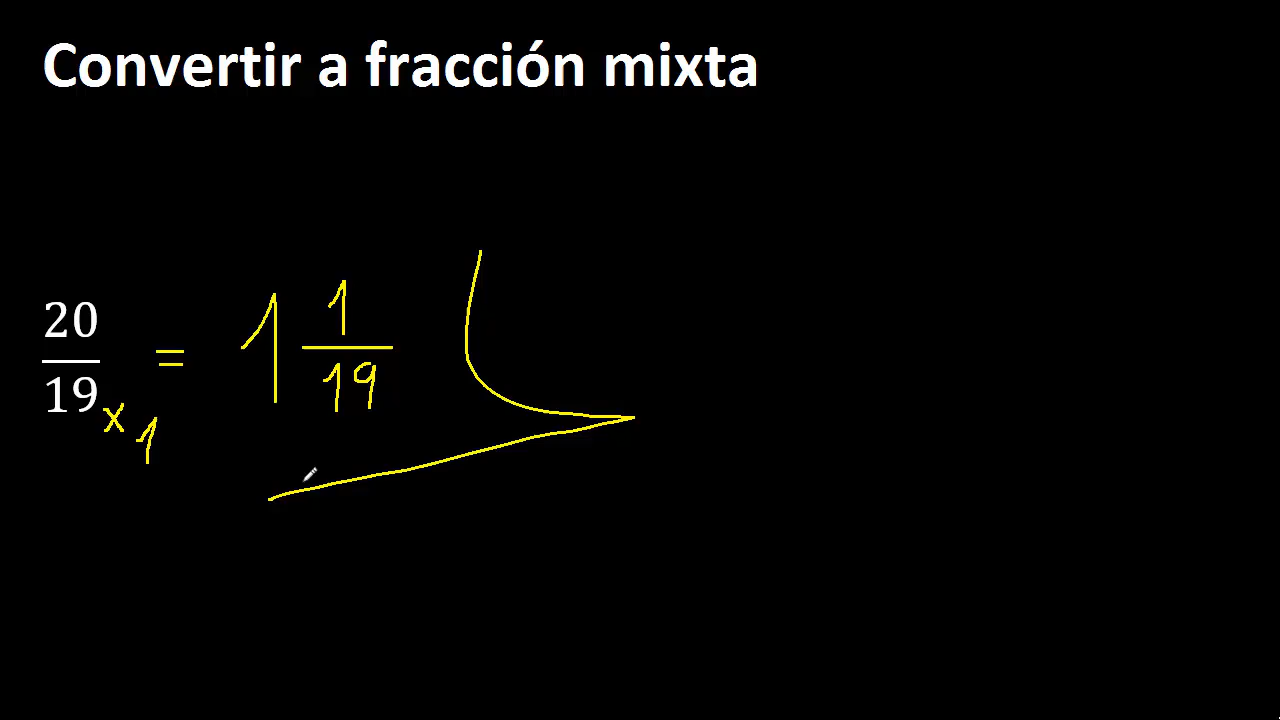 Convertir a fracción mixta
20/19 x 1 = 1 1/19